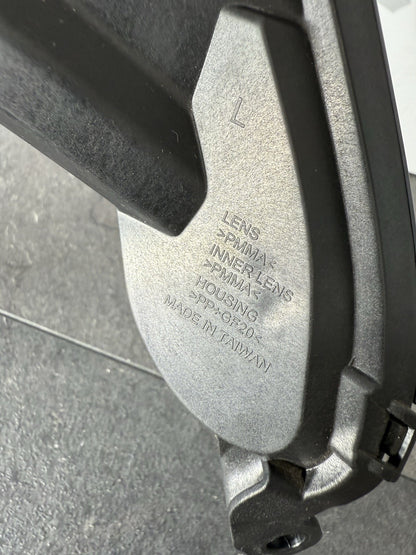 L
LENS
>PMMA<
INNER LENS
>PMMA<
HOUSING
>PP>GF20<
MADE IN TAIWAN